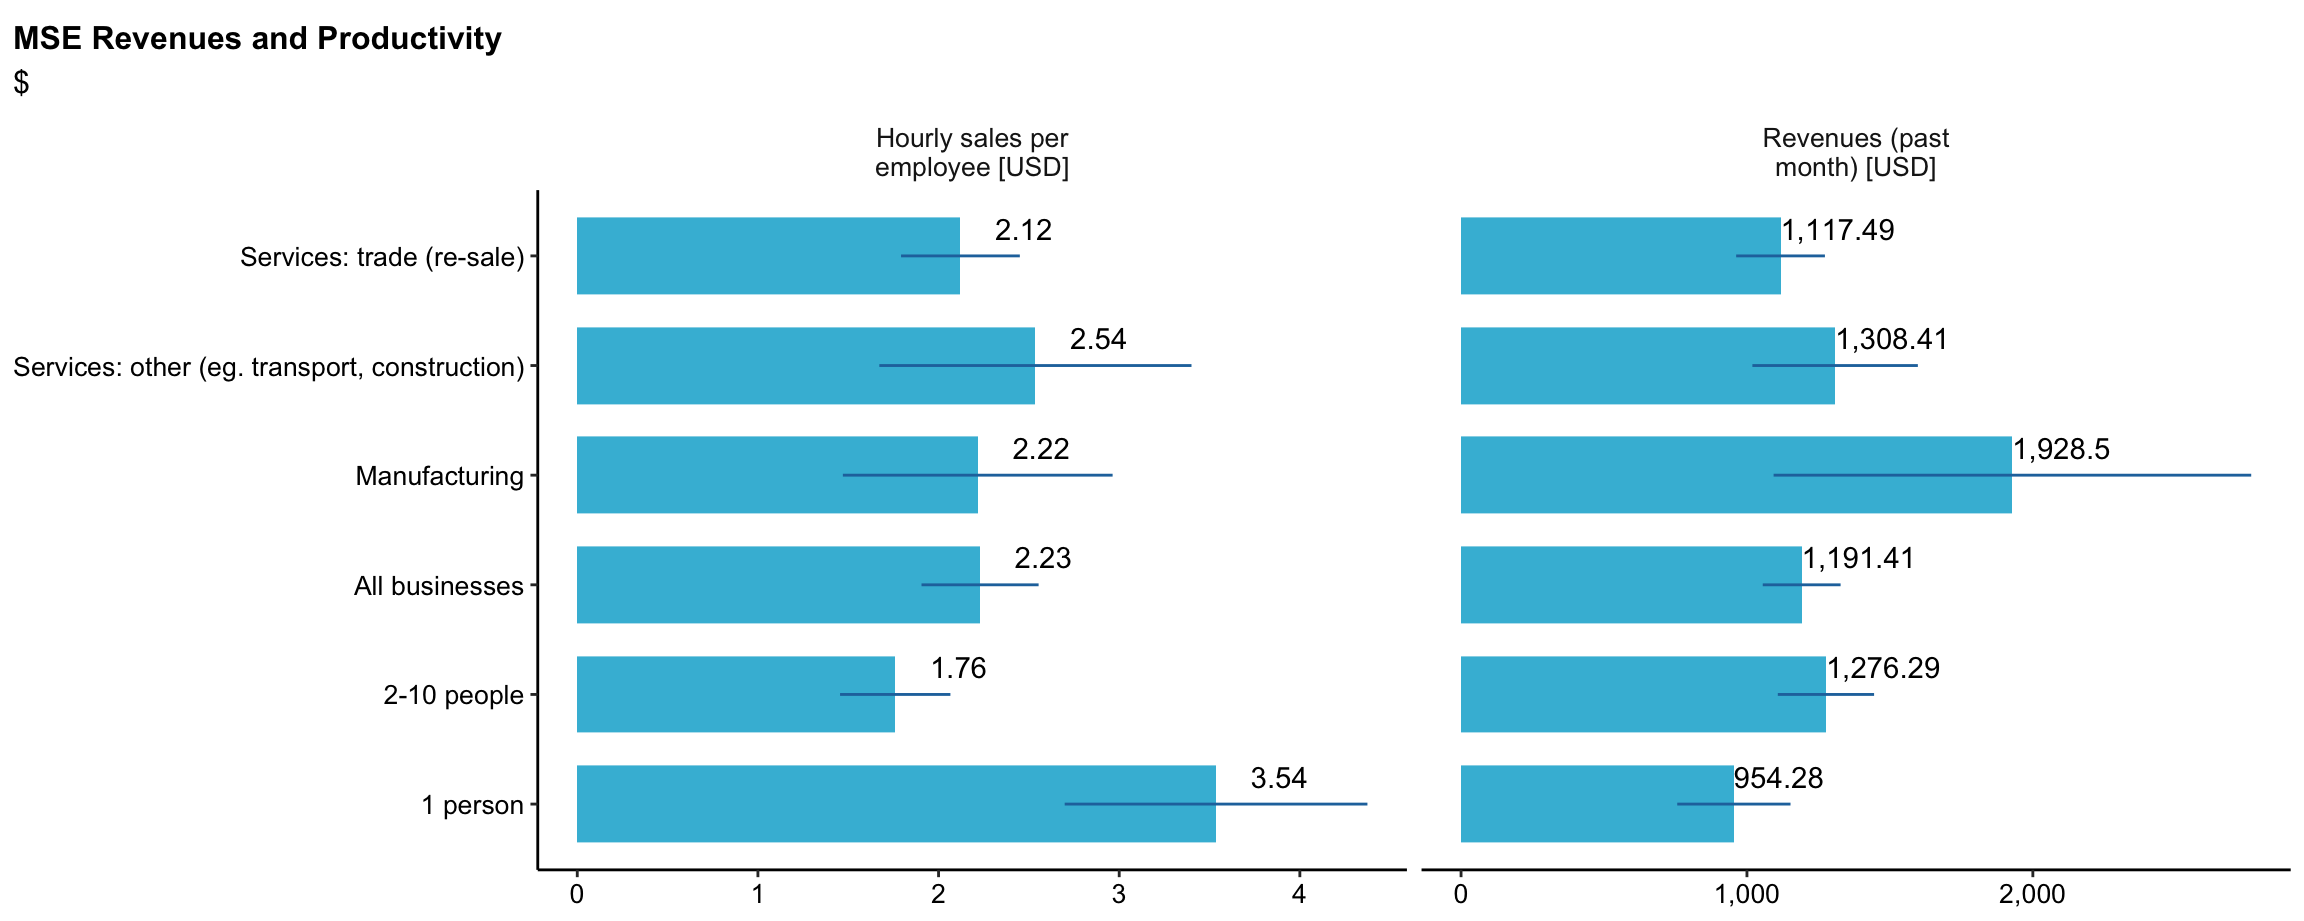 MSE Revenues and Productivity
$
Hourly sales per
employee [USD]
Revenues (past
month) [USD]
Services: trade (re-sale)
2.12
1,117.49
Services: other (eg. transport, construction)
2.54
1,308.41
Manufacturing
2.22
1,928.5
All businesses
2.23
1,191.41
2-10 people
1.76
1,276.29
1 person
3.54
954.28
0
1
2
3
4
0
1,000
2,000